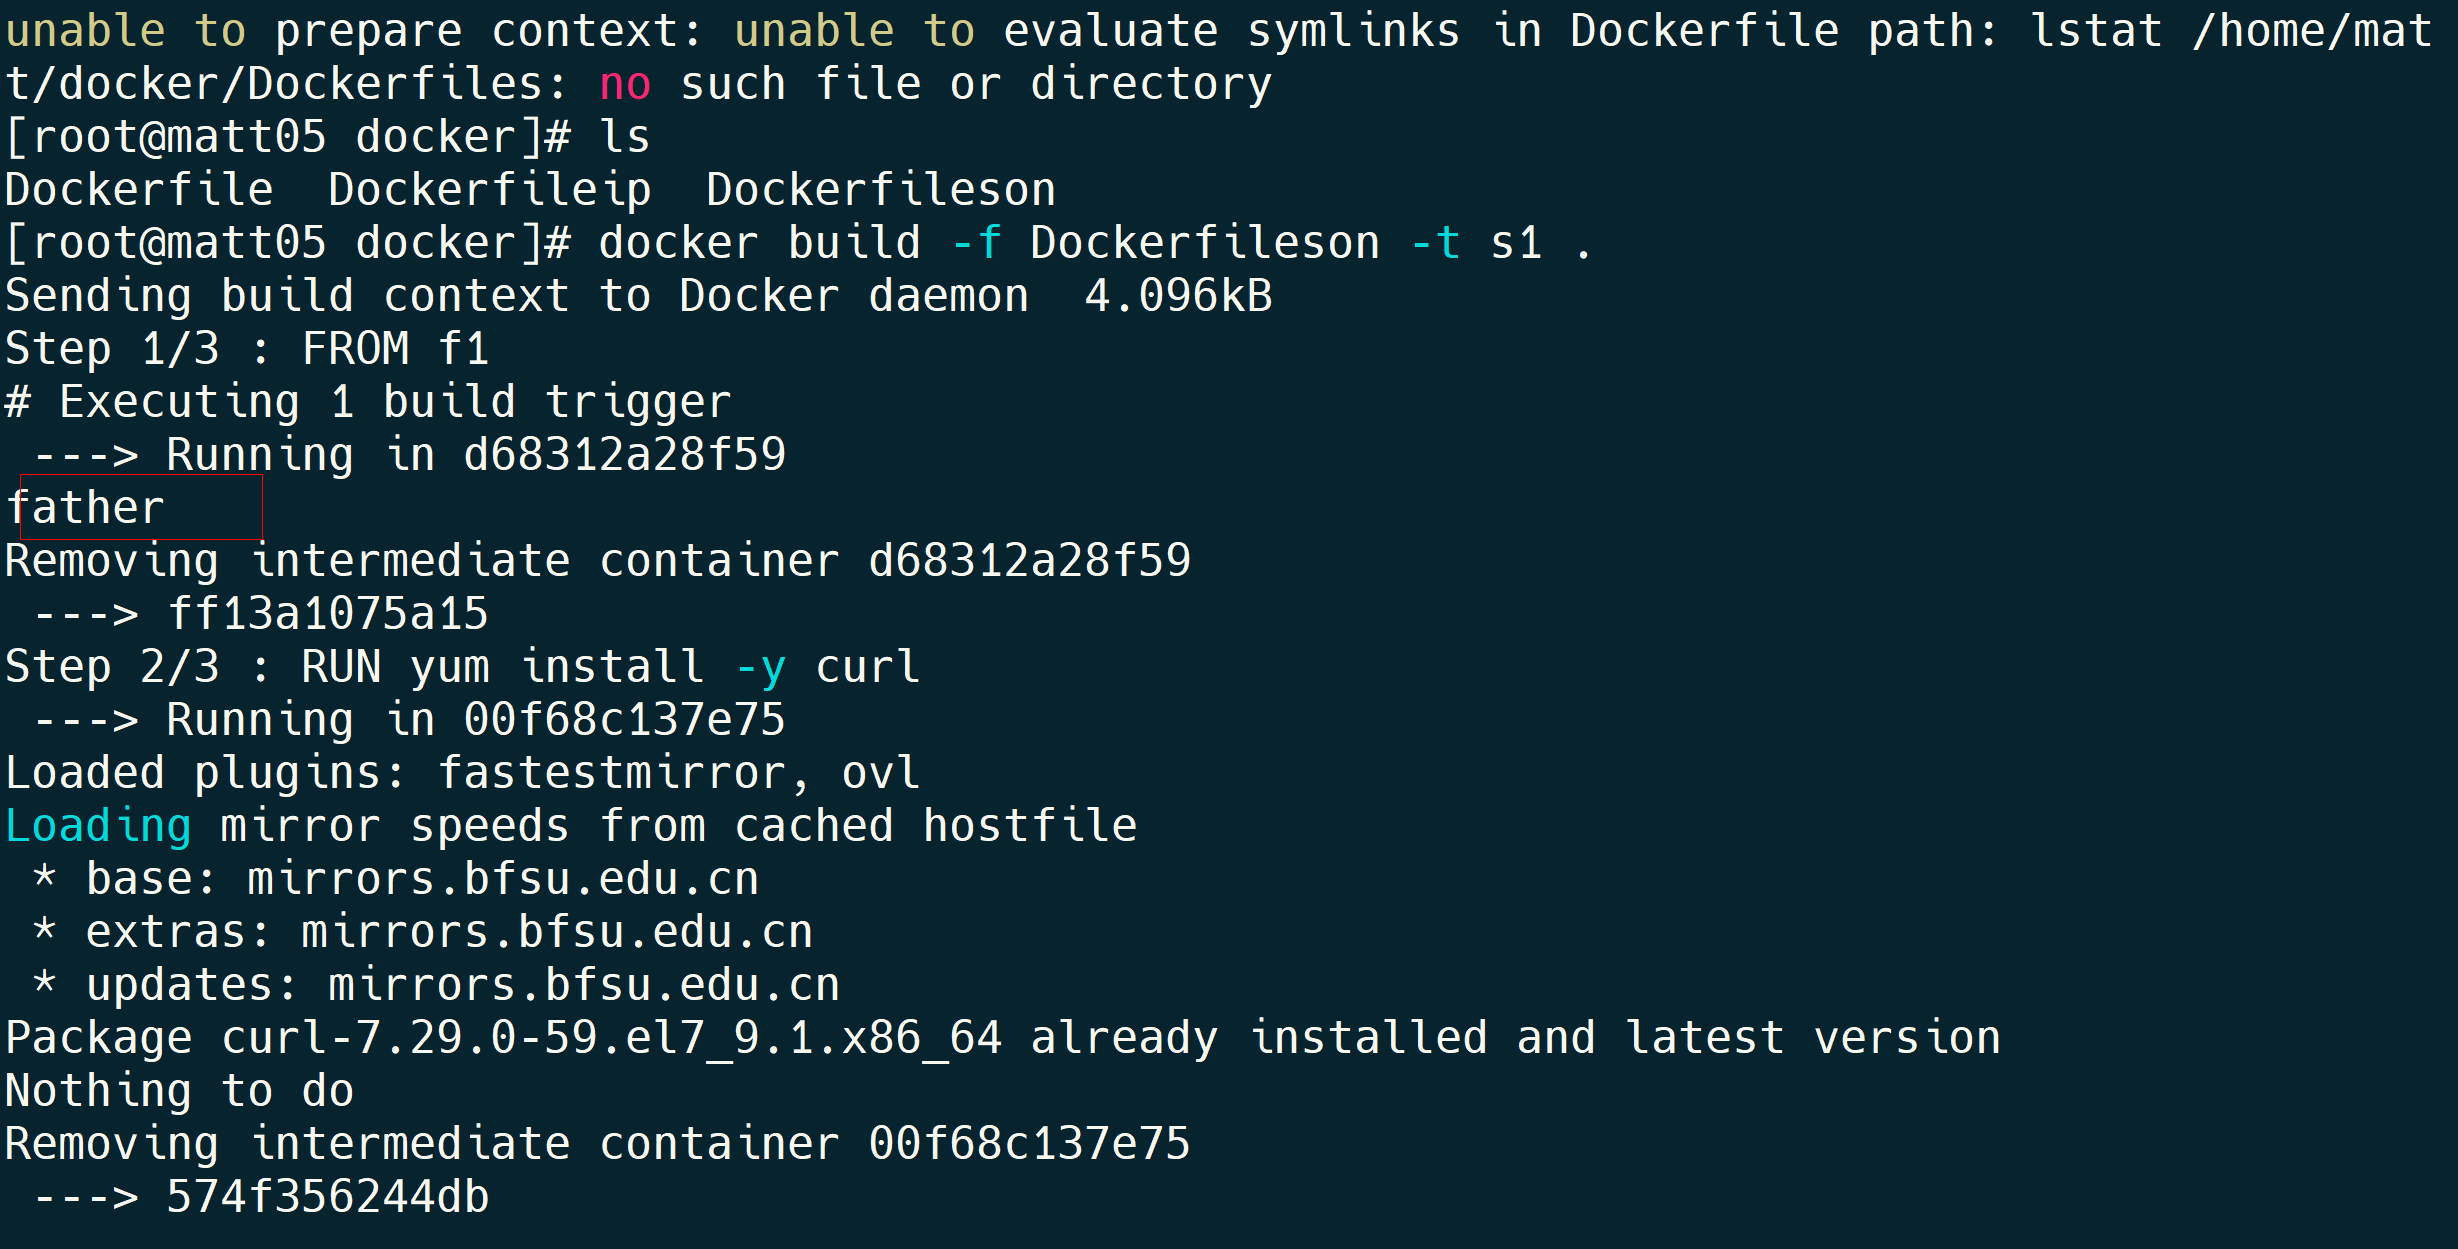 unable to prepare context: unable to evaluate symlinks in Dockerfile path: lstat /home/mat
t/docker/Dockerfiles: no such file or directory
[root@matt05 docker]# ls
Dockerfile  Dockerfileip  Dockerfileson
[root@matt05 docker]# docker build -f Dockerfileson -t s1 .
Sending build context to Docker daemon  4.096kB
Step 1/3 : FROM f1
# Executing 1 build trigger
 ---> Running in d68312a28f59
father
Removing intermediate container d68312a28f59
 ---> ff13a1075a15
Step 2/3 : RUN yum install -y curl
 ---> Running in 00f68c137e75
Loaded plugins: fastestmirror, ovl
Loading mirror speeds from cached hostfile
 * base: mirrors.bfsu.edu.cn
 * extras: mirrors.bfsu.edu.cn
 * updates: mirrors.bfsu.edu.cn
Package curl-7.29.0-59.el7_9.1.x86_64 already installed and latest version
Nothing to do
Removing intermediate container 00f68c137e75
 ---> 574f356244db